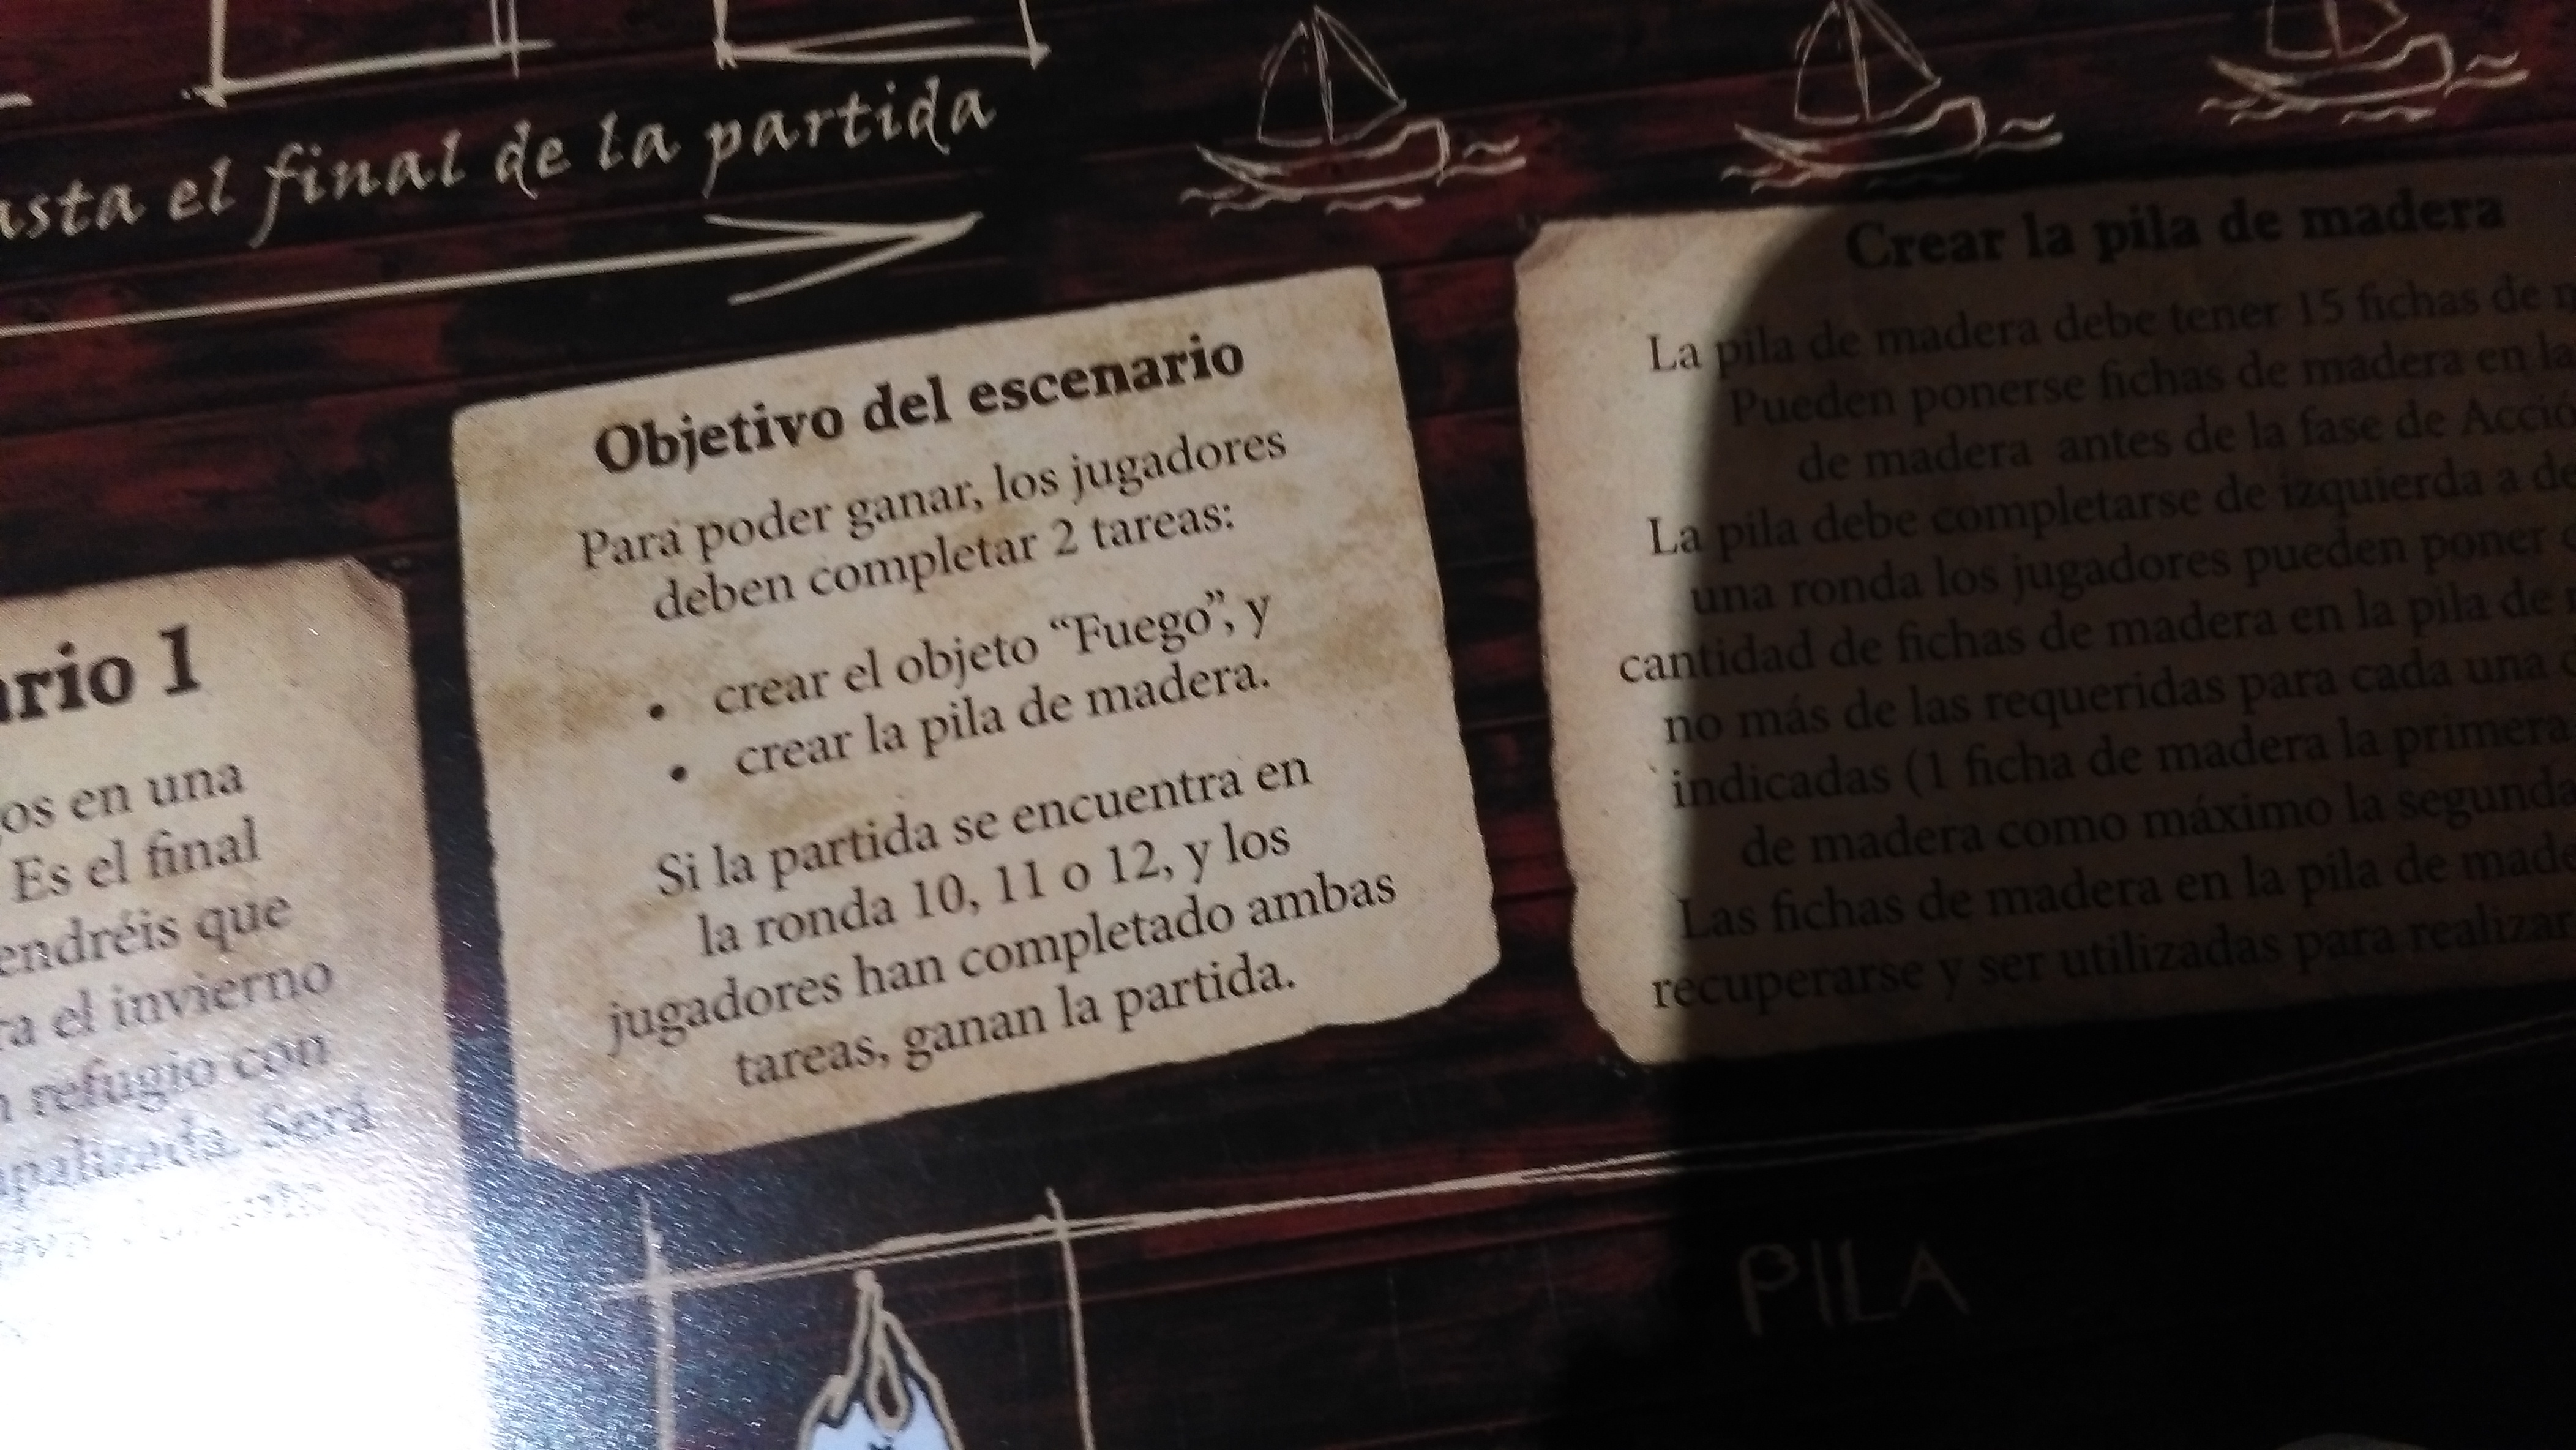 asta el final de la partida
Objetivo del escenario
Para poder ganar, los jugadores
deben completar 2 tareas:
• crear el objeto “Fuego”, y
• crear la pila de madera.
Si la partida se encuentra en
la ronda 10, 11 o 12, y los
jugadores han completado ambas
tareas, ganan la partida.
Crear la pila de madera
La pila de madera debe tener 15 fichas de
Pueden ponerse fichas de madera en la
de madera antes de la fase de
La pila debe completarse de izquierda a
una ronda los jugadores pueden poner
cantidad de fichas de madera en la pila de
no más de las requeridas para cada una
indicadas (1 ficha de madera la primera
de madera como máximo la segunda
Las fichas de madera en la pila de
recuperarse y ser utilizadas para
ario 1
os en una
Es el final
endréis que
ra el invierno
refugio con
Será
PILA